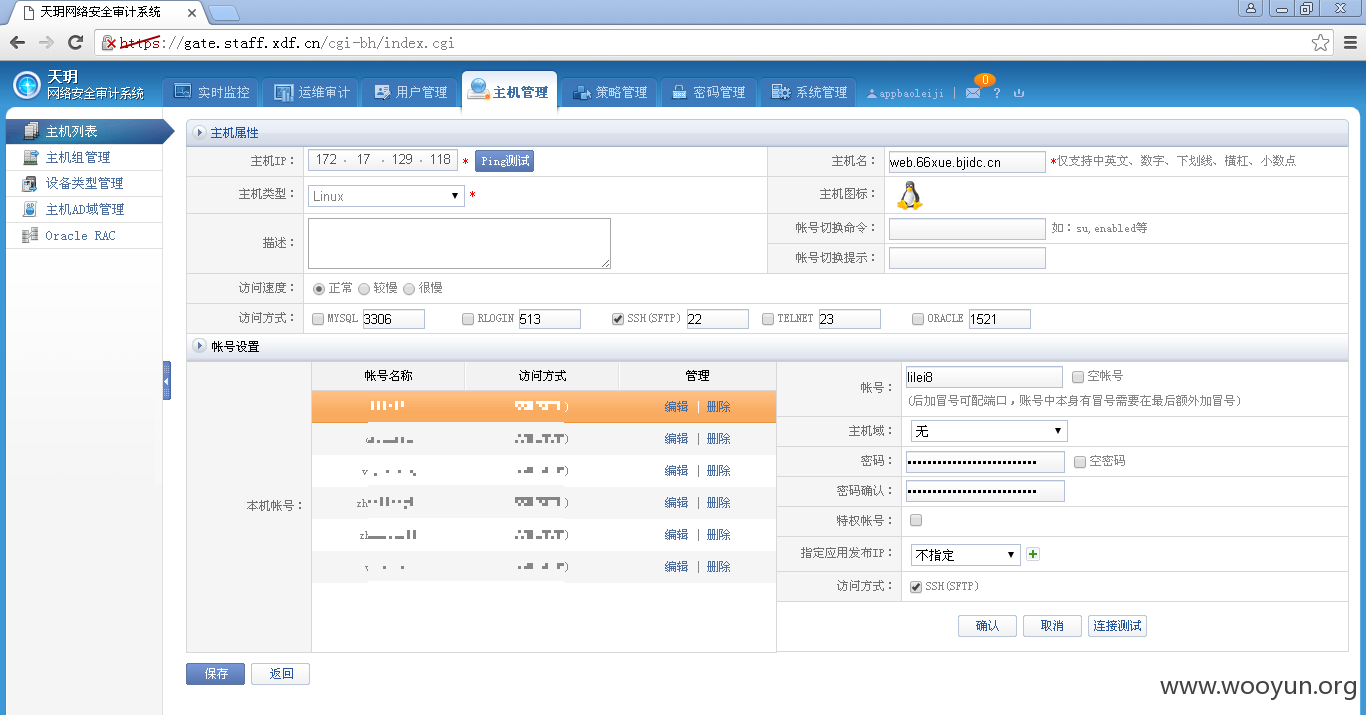 天玥网络安全审计系统
https://gate.staff.xdf.cn/cgi-bh/index.cgi
天玥
网络安全审计系统
实时监控 运维审计 用户管理 主机管理 策略管理 密码管理 系统管理 appbaoleiji | 0 ?
主机列表
主机组管理
设备类型管理
主机AD域管理
Oracle RAC
主机属性
主机IP： 172 . 17 . 129 . 118 * Ping测试 主机名： web.66xue.bjidc.cn *仅支持中英文、数字、下划线、横杠、小数点
主机类型： Linux * 主机图标：
描述： 帐号切换命令： 如：su,enabled等
帐号切换提示：
访问速度： 正常 较慢 很慢
访问方式： MYSQL 3306 RLOGIN 513 SSH(SFTP) 22 TELNET 23 ORACLE 1521
帐号设置
本机帐号：
帐号名称 访问方式 管理
编辑 | 删除
编辑 | 删除
编辑 | 删除
zh 编辑 | 删除
编辑 | 删除
编辑 | 删除
帐号： lilei8 空帐号
(后加冒号可配端口，账号中本身有冒号需要在最后额外加冒号)
主机域： 无
密码： 空密码
密码确认：
特权帐号：
指定应用发布IP： 不指定
访问方式： SSH(SFTP)
确认 取消 连接测试
保存 返回
www.wooyun.org